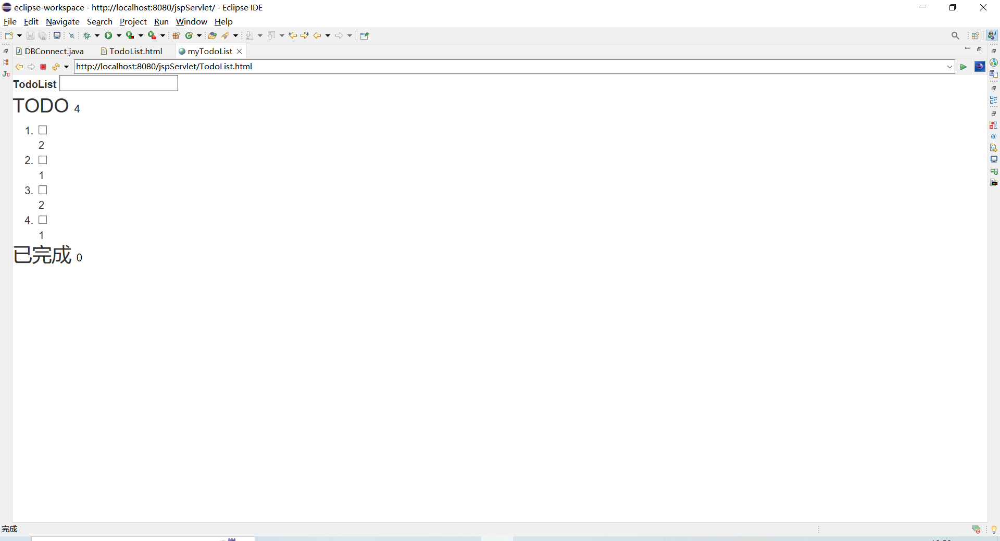 eclipse-workspace - http://localhost:8080/jspServlet/ - Eclipse IDE
File Edit Navigate Search Project Run Window Help
DBConnect.java TodoList.html myTodoList
http://localhost:8080/jspServlet/TodoList.html
TodoList
TODO 4
1.
2
2.
1
3.
2
4.
1
已完成 0
完成